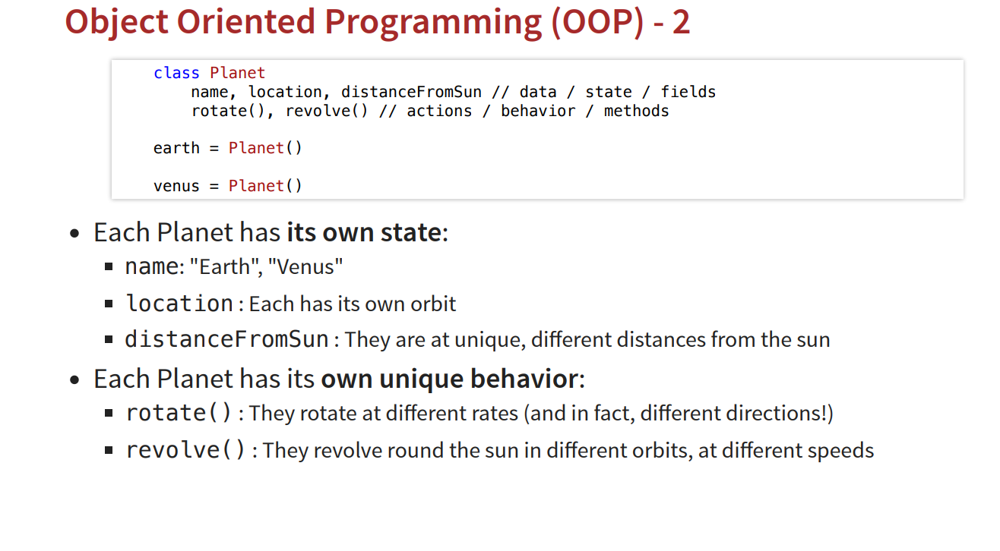 Object Oriented Programming (OOP) - 2
class Planet
name, location, distanceFromSun // data / state / fields
rotate(), revolve() // actions / behavior / methods
earth = Planet()
venus = Planet()
• Each Planet has its own state:
▪ name: "Earth", "Venus"
▪ location : Each has its own orbit
▪ distanceFromSun : They are at unique, different distances from the sun
• Each Planet has its own unique behavior:
▪ rotate() : They rotate at different rates (and in fact, different directions!)
▪ revolve() : They revolve round the sun in different orbits, at different speeds